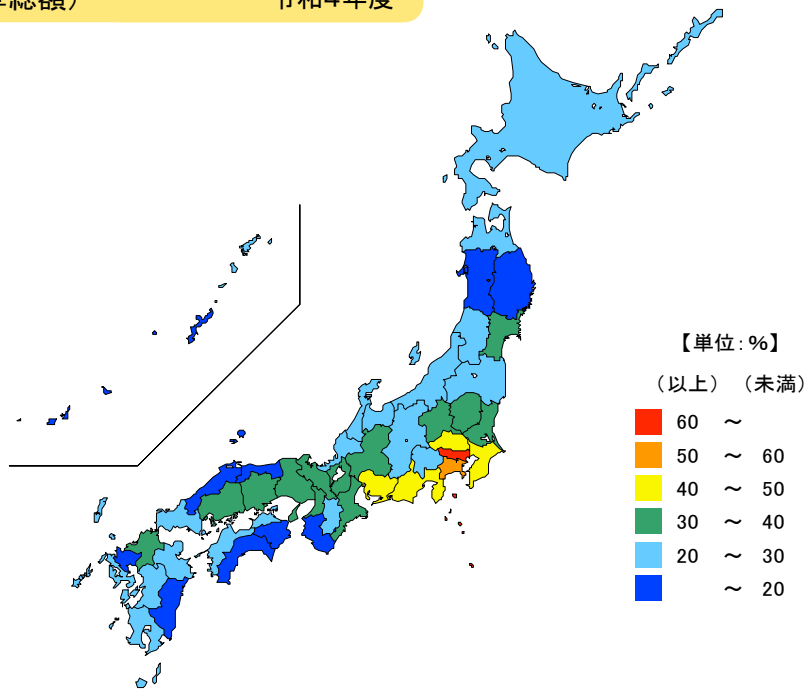 総額） 令和4年度
【単位：%】
（以上）（未満）
60 ～
50 ～ 60
40 ～ 50
30 ～ 40
20 ～ 30
～ 20